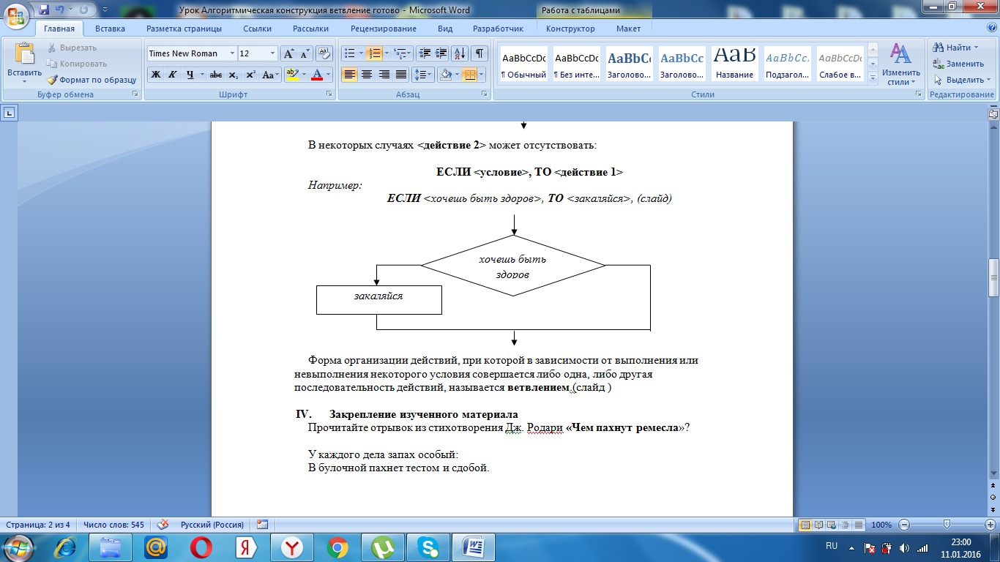 Урок Алгоритмическая конструкция ветвление готово - Microsoft Word
Работа с таблицами
Главная Вставка Разметка страницы Ссылки Рассылки Рецензирование Вид Разработчик Конструктор Макет
Вставить
Вырезать
Копировать
Формат по образцу
Буфер обмена
Times New Roman 12
Ж К Ч abc x₂ x² Aa
Шрифт
Абзац
AaBbCcDc AaBbCcDc AaBbCc AaBbCc AaB AaBbCc. AaBbCcDc
¶ Обычный ¶ Без инте... Заголово... Заголово... Название Подзагол... Слабое в...
Изменить
стили
Стили
Найти
Заменить
Выделить
Редактирование
В некоторых случаях <действие 2> может отсутствовать:
ЕСЛИ <условие>, ТО <действие 1>
Например:
ЕСЛИ <хочешь быть здоров>, ТО <закаляйся>, (слайд)
хочешь быть
здоров
закаляйся
Форма организации действий, при которой в зависимости от выполнения или
невыполнения некоторого условия совершается либо одна, либо другая
последовательность действий, называется ветвлением.(слайд )
IV. Закрепление изученного материала
Прочитайте отрывок из стихотворения Дж. Родари «Чем пахнут ремесла»?
У каждого дела запах особый:
В булочной пахнет тестом и сдобой.
Страница: 2 из 4 Число слов: 545 Русский (Россия) 100%
RU
23:00
11.01.2016